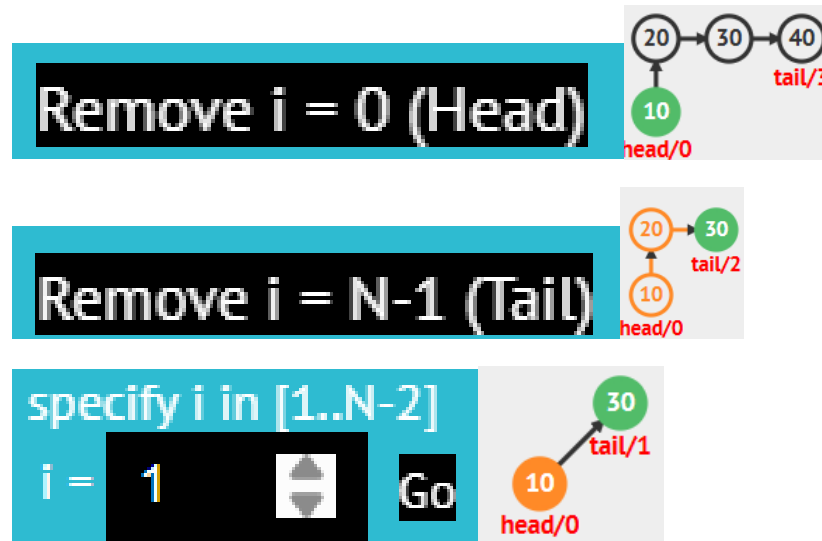 20 30 40
tail/3
Remove i = 0 (Head)
10
head/0
20 30
tail/2
Remove i = N-1 (Tail)
10
head/0
specify i in [1..N-2]
30
tail/1
i = 1 Go
10
head/0